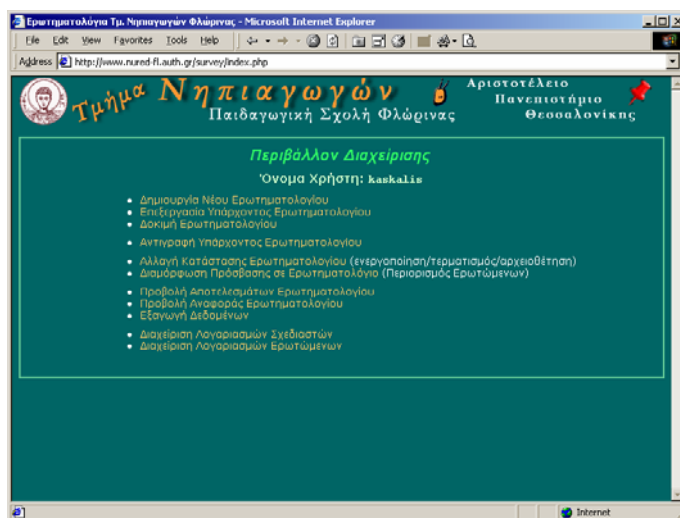 Ερωτηματολόγια Τμ. Νηπιαγωγών Φλώρινας - Microsoft Internet Explorer
File Edit View Favorites Tools Help
Address http://www.nured-fl.auth.gr/survey/index.php
Τμήμα Νηπιαγωγών
Παιδαγωγική Σχολή Φλώρινας
Αριστοτέλειο
Πανεπιστήμιο
Θεσσαλονίκης
Περιβάλλον Διαχείρισης
Όνομα Χρήστη: kaskalis
Δημιουργία Νέου Ερωτηματολογίου
Επεξεργασία Υπάρχοντος Ερωτηματολογίου
Δοκιμή Ερωτηματολογίου
Αντιγραφή Υπάρχοντος Ερωτηματολογίου
Αλλαγή Κατάστασης Ερωτηματολογίου (ενεργοποίηση/τερματισμός/αρχειοθέτηση)
Διαμόρφωση Πρόσβασης σε Ερωτηματολόγιο (Περιορισμός Ερωτώμενων)
Προβολή Αποτελεσμάτων Ερωτηματολογίου
Προβολή Αναφοράς Ερωτηματολογίου
Εξαγωγή Δεδομένων
Διαχείριση Λογαριασμών Σχεδιαστών
Διαχείριση Λογαριασμών Ερωτώμενων
Internet